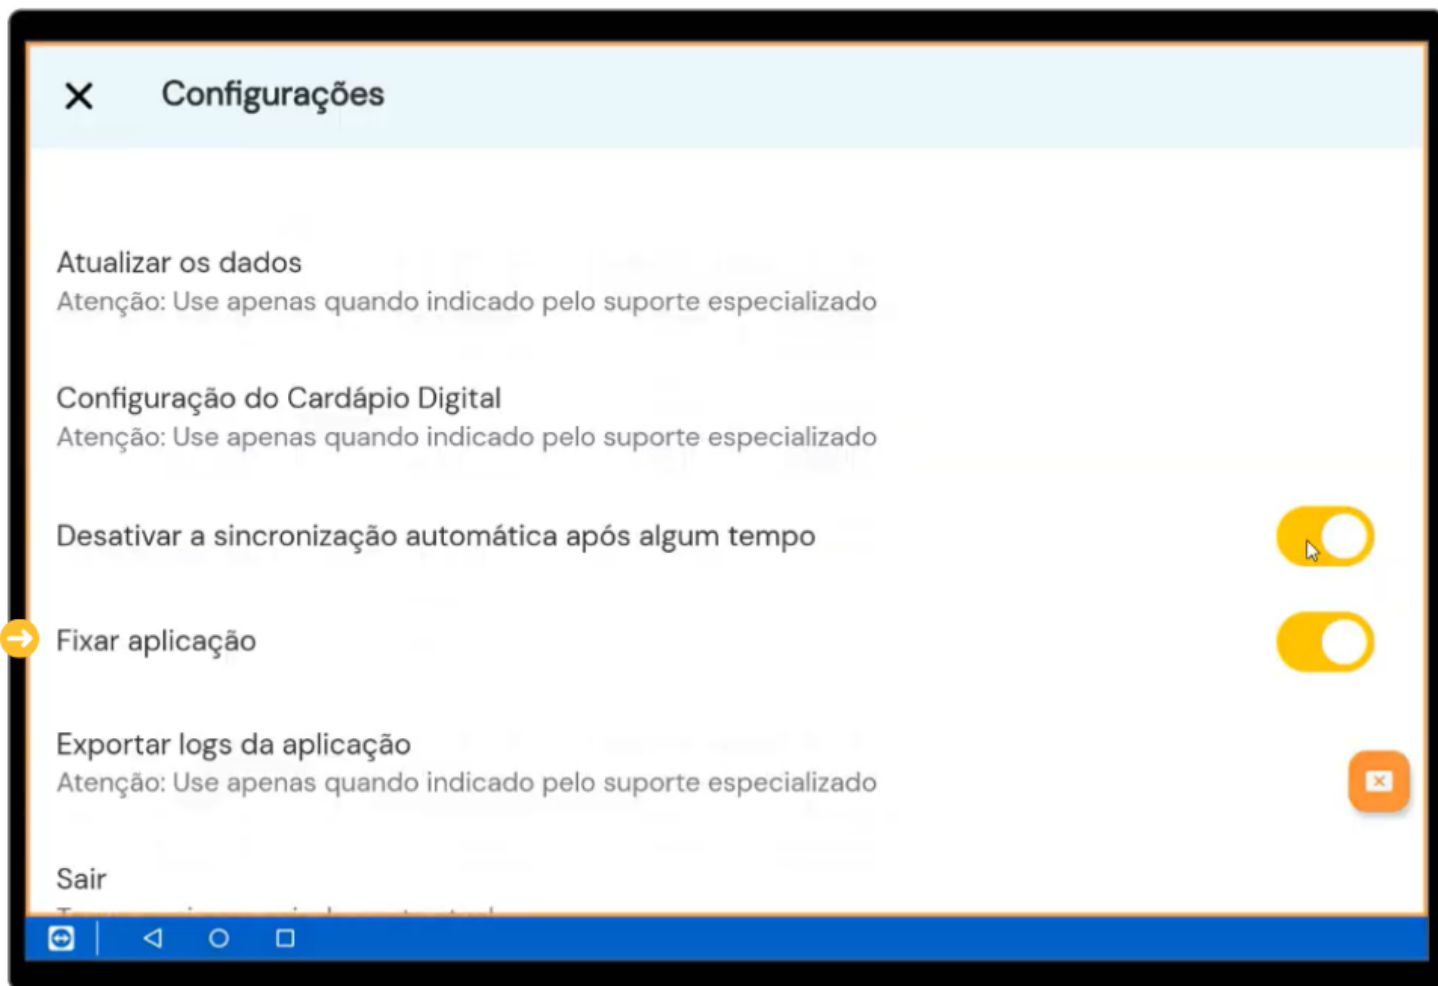 Configurações
Atualizar os dados
Atenção: Use apenas quando indicado pelo suporte especializado
Configuração do Cardápio Digital
Atenção: Use apenas quando indicado pelo suporte especializado
Desativar a sincronização automática após algum tempo
Fixar aplicação
Exportar logs da aplicação
Atenção: Use apenas quando indicado pelo suporte especializado
Sair